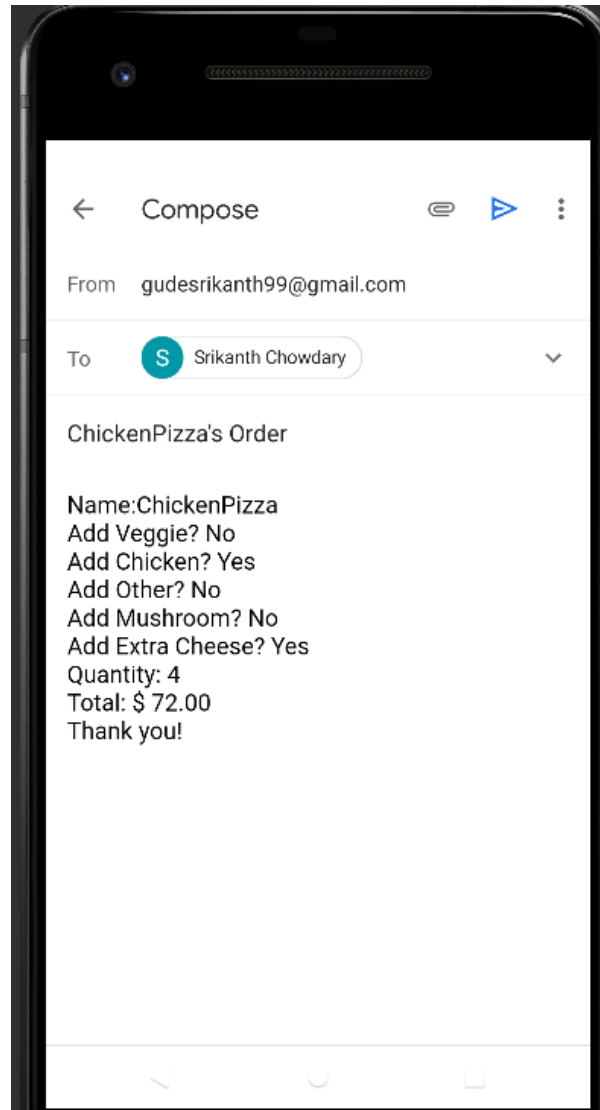 Compose
From gudesrikanth99@gmail.com
To S Srikanth Chowdary
ChickenPizza's Order
Name:ChickenPizza
Add Veggie? No
Add Chicken? Yes
Add Other? No
Add Mushroom? No
Add Extra Cheese? Yes
Quantity: 4
Total: $ 72.00
Thank you!